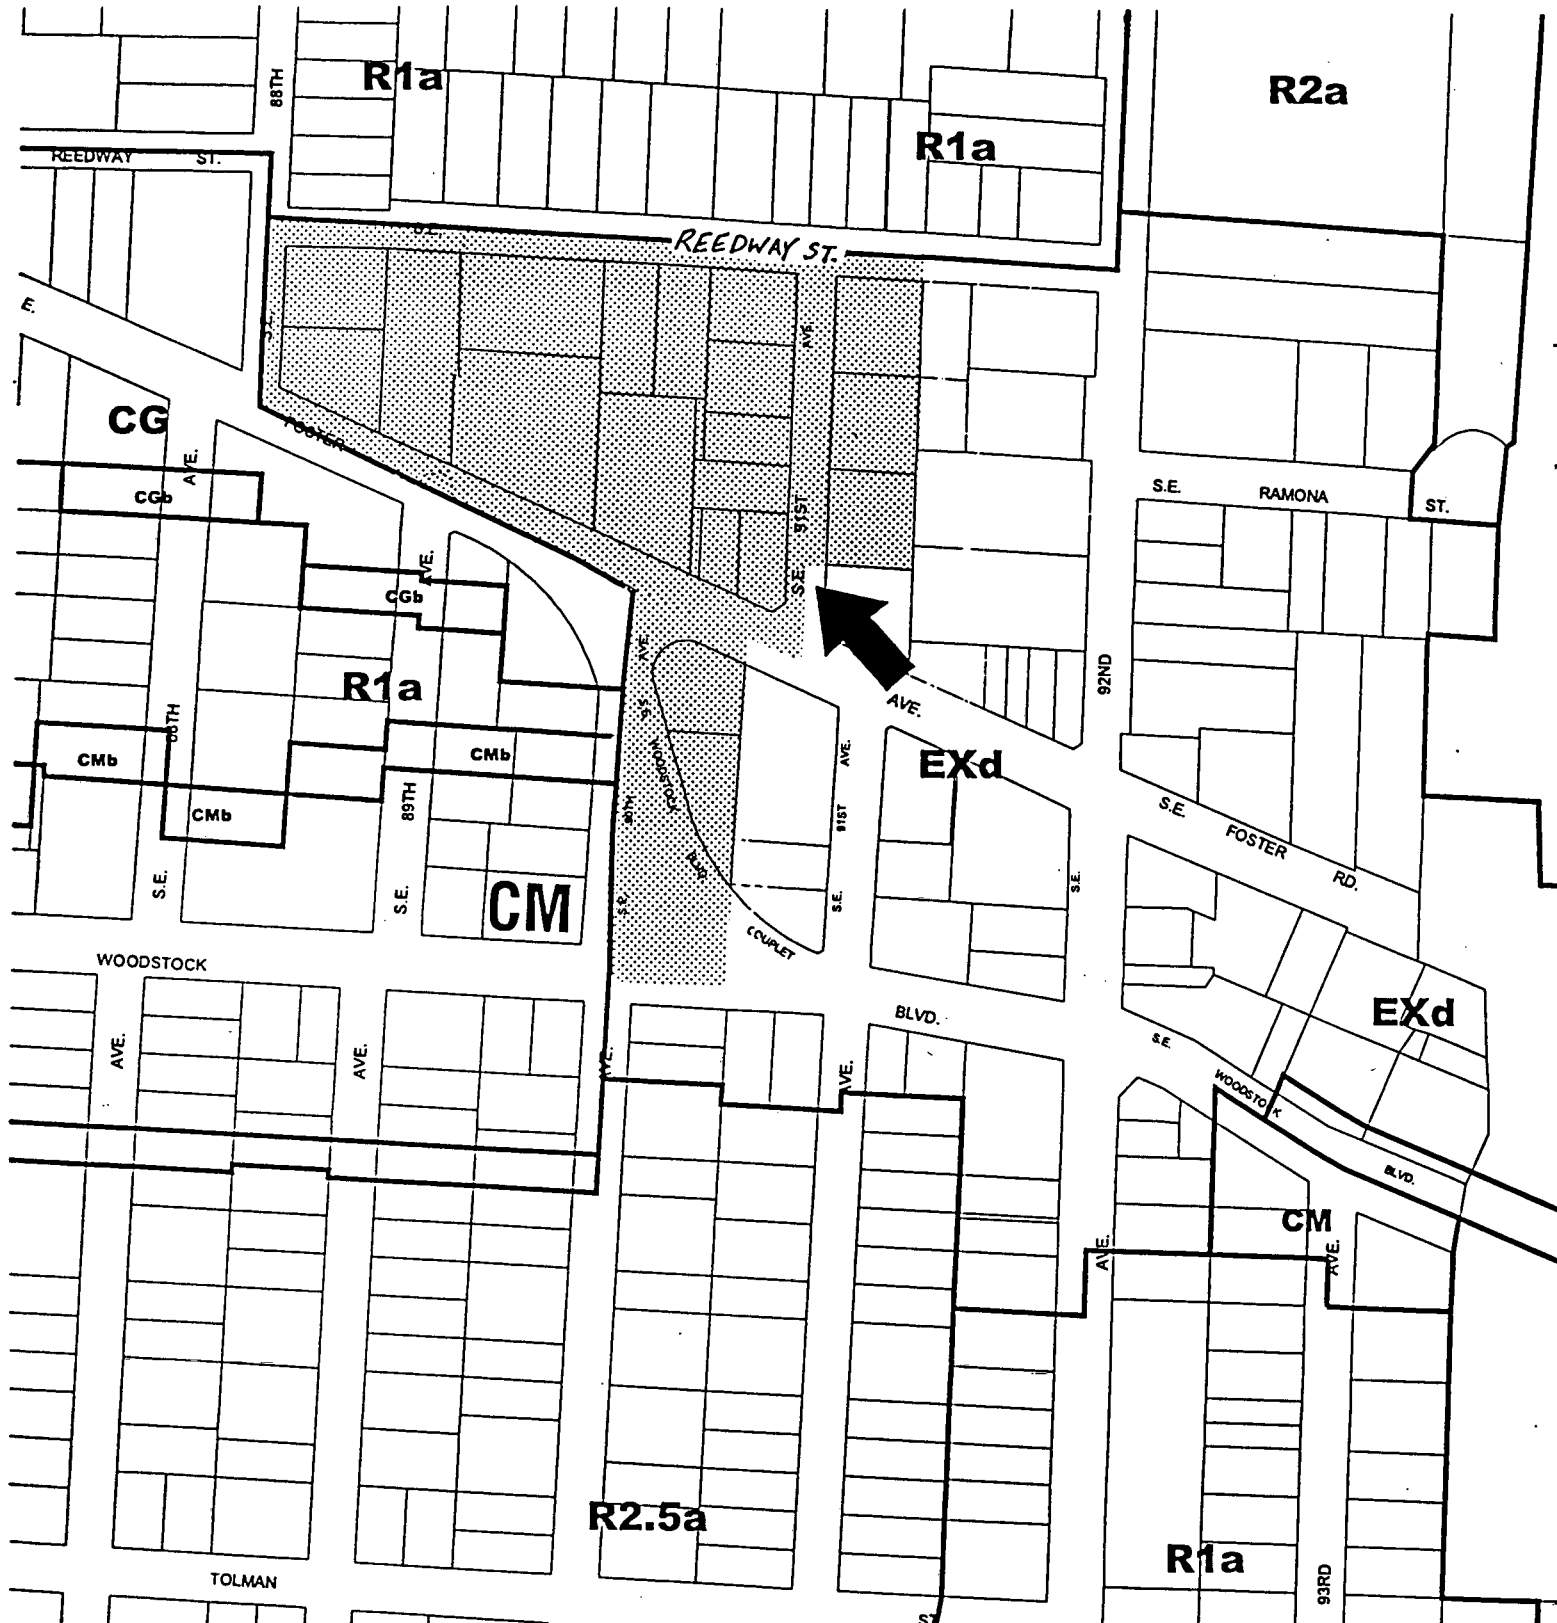 R1a
R2a
88TH
R1a
REEDWAY ST.
S.E.
REEDWAY ST.
E.
AVE.
CG
FOSTER
AVE.
CGb
S.E. RAMONA ST.
91ST
S.E.
AVE.
CGb
AVE.
92ND
R1a
AVE.
88TH
WOODSTOCK
BLVD.
CMb
CMb
AVE.
EXd
89TH
90TH
91ST
S.E.
FOSTER
RD.
CMb
S.E.
S.E.
CM
S.E.
S.E.
S.E.
COUPLET
WOODSTOCK
BLVD.
EXd
AVE.
AVE.
AVE.
AVE.
S.E.
WOODSTOCK
BLVD.
CM
AVE.
AVE.
R2.5a
R1a
TOLMAN
93RD
ST.